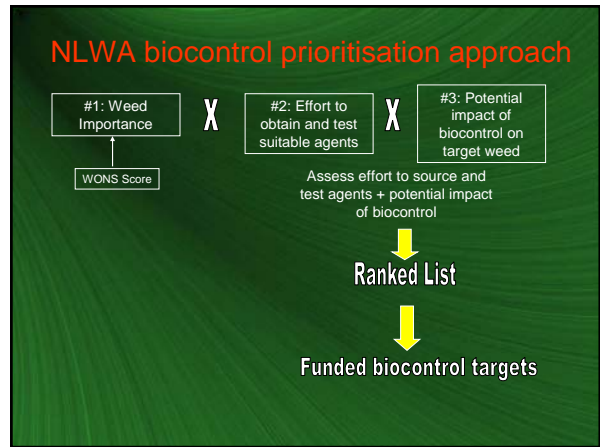 NLWA biocontrol prioritisation approach
#1: Weed
Importance
X
#2: Effort to
obtain and test
suitable agents
X
#3: Potential
impact of
biocontrol on
target weed
WONS Score
Assess effort to source and
test agents + potential impact
of biocontrol
Ranked List
Funded biocontrol targets